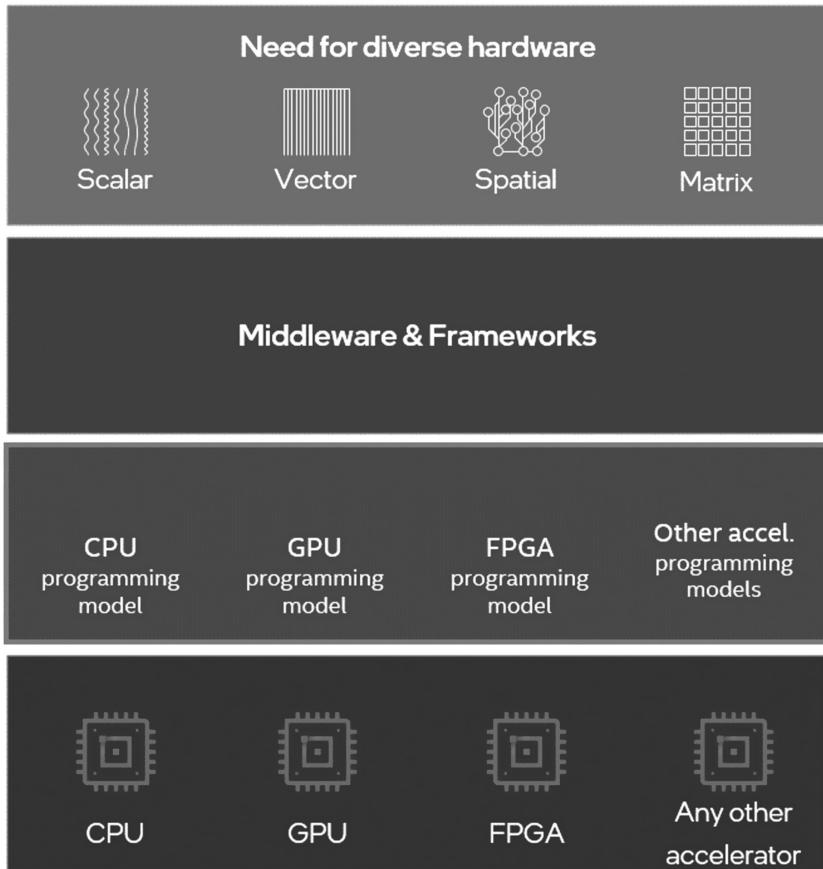 Need for diverse hardware
Scalar
Vector
Spatial
Matrix
Middleware & Frameworks
CPU
programming
model
GPU
programming
model
FPGA
programming
model
Other accel.
programming
models
CPU
GPU
FPGA
Any other
accelerator